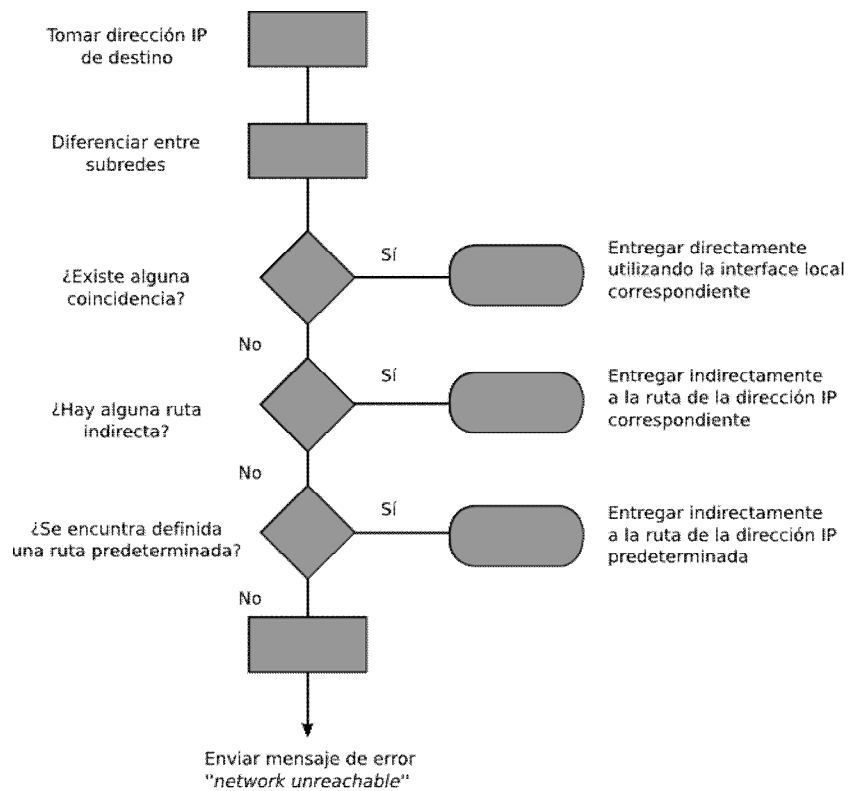 Tomar dirección IP
de destino
Diferenciar entre
subredes
¿Existe alguna
coincidencia?
Sí
Entregar directamente
utilizando la interface local
correspondiente
No
¿Hay alguna ruta
indirecta?
Sí
Entregar indirectamente
a la ruta de la dirección IP
correspondiente
No
¿Se encuntra definida
una ruta predeterminada?
Sí
Entregar indirectamente
a la ruta de la dirección IP
predeterminada
No
Enviar mensaje de error
"network unreachable"